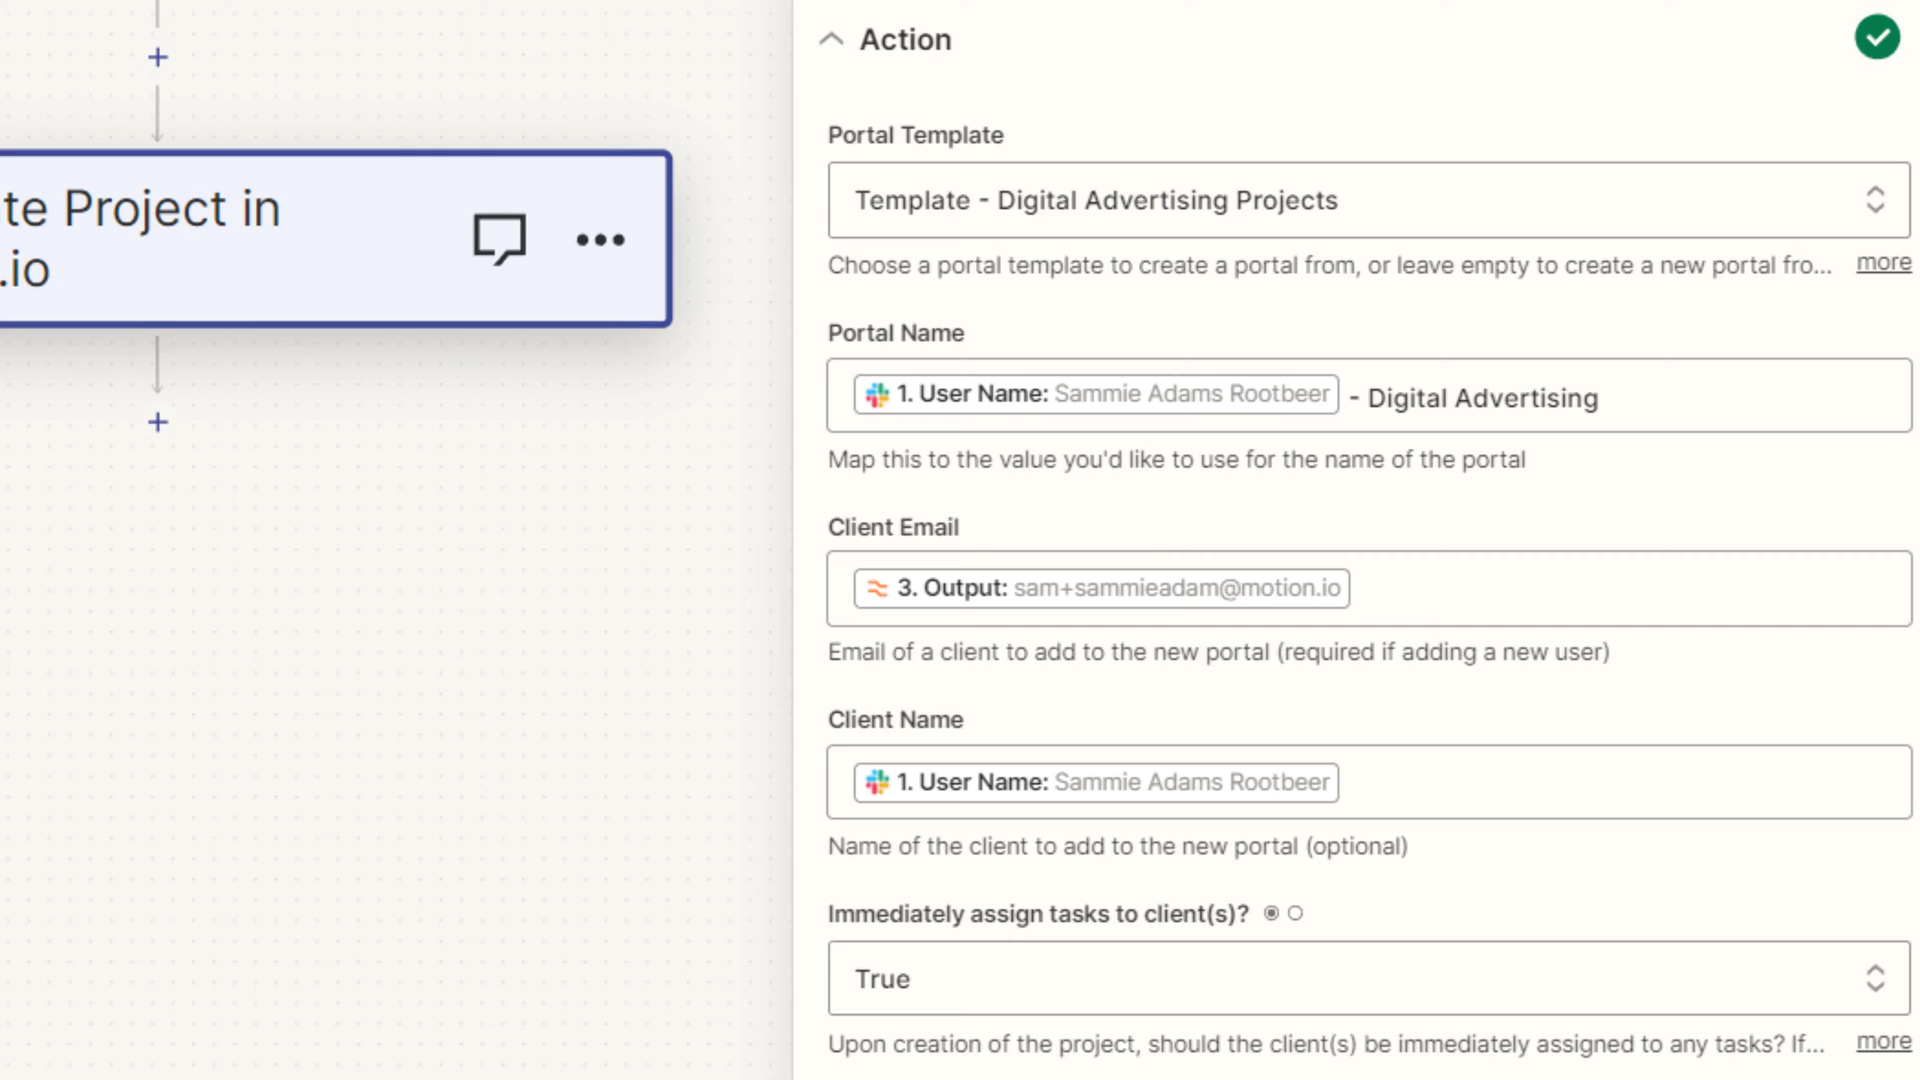 te Project in
.io
Action
Portal Template
Template - Digital Advertising Projects
Choose a portal template to create a portal from, or leave empty to create a new portal fro... more
Portal Name
1. User Name: Sammie Adams Rootbeer - Digital Advertising
Map this to the value you'd like to use for the name of the portal
Client Email
3. Output: sam+sammieadam@motion.io
Email of a client to add to the new portal (required if adding a new user)
Client Name
1. User Name: Sammie Adams Rootbeer
Name of the client to add to the new portal (optional)
Immediately assign tasks to client(s)?
True
Upon creation of the project, should the client(s) be immediately assigned to any tasks? If... more